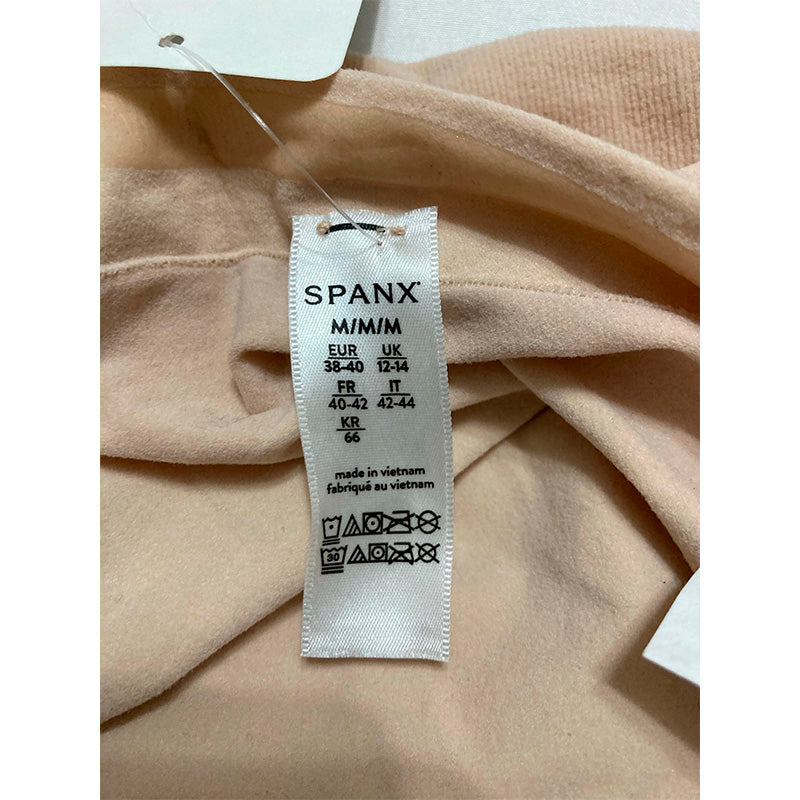 SPANX®
M/M/M
EUR UK
38-40 12-14
FR IT
40-42 42-44
KR
66
made in vietnam
fabriqué au vietnam
30